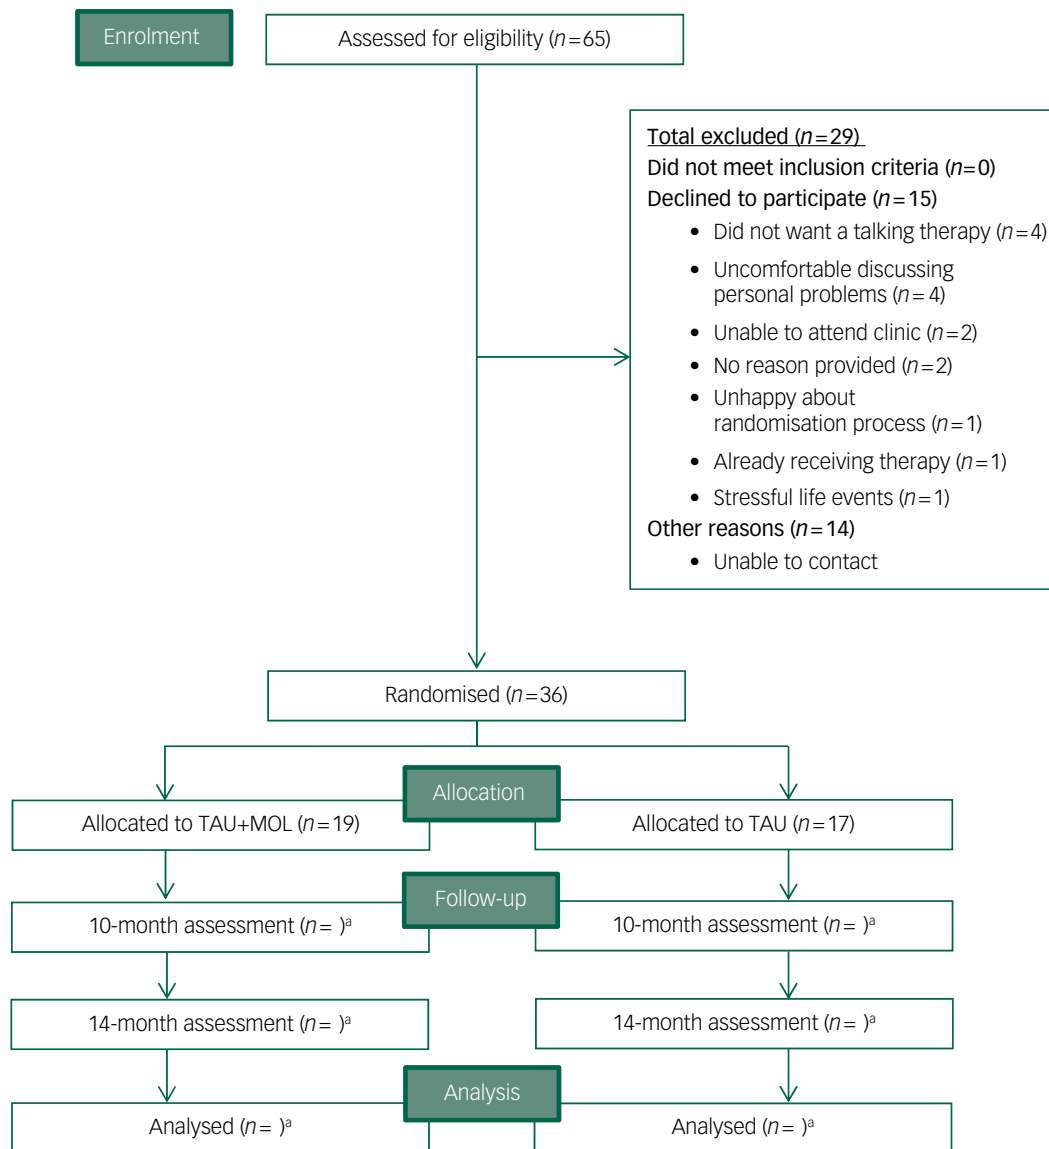 Enrolment
Assessed for eligibility (n=65)
Total excluded (n=29)
Did not meet inclusion criteria (n=0)
Declined to participate (n=15)
• Did not want a talking therapy (n=4)
• Uncomfortable discussing
personal problems (n=4)
• Unable to attend clinic (n=2)
• No reason provided (n=2)
• Unhappy about
randomisation process (n=1)
• Already receiving therapy (n=1)
• Stressful life events (n=1)
Other reasons (n=14)
• Unable to contact
Randomised (n=36)
Allocation
Allocated to TAU+MOL (n=19)
Allocated to TAU (n=17)
Follow-up
10-month assessment (n= )ᵃ
10-month assessment (n= )ᵃ
14-month assessment (n= )ᵃ
14-month assessment (n= )ᵃ
Analysis
Analysed (n= )ᵃ
Analysed (n= )ᵃ